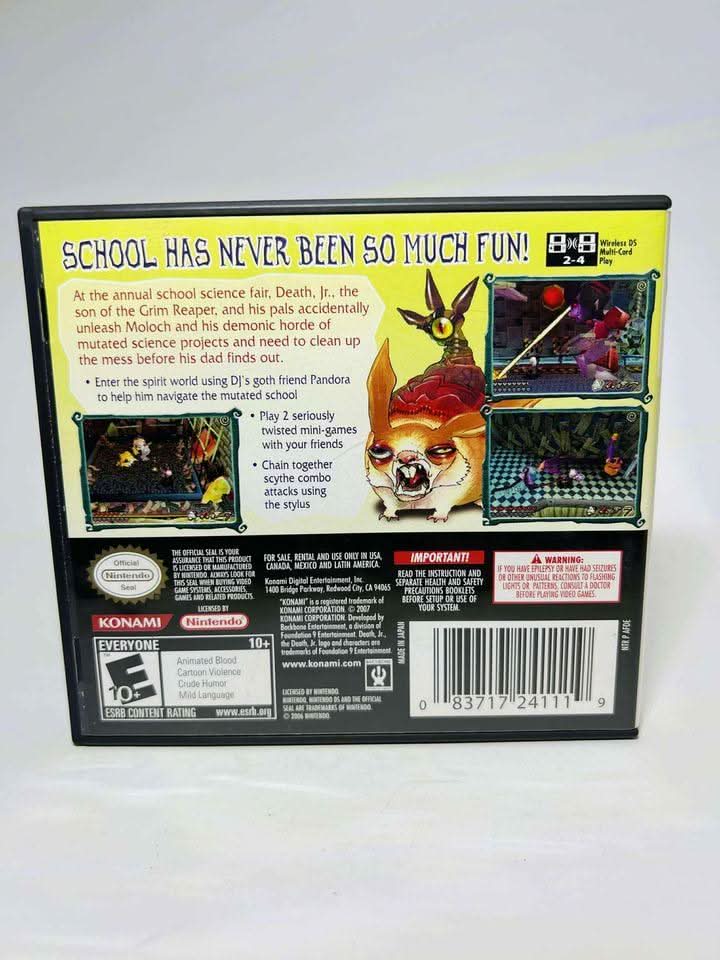 SCHOOL HAS NEVER BEEN SO MUCH FUN!
2-4
Wireless DS
Multi-Card
Play
At the annual school science fair, Death, Jr., the
son of the Grim Reaper, and his pals accidentally
unleash Moloch and his demonic horde of
mutated science projects and need to clean up
the mess before his dad finds out.
• Enter the spirit world using DJ's goth friend Pandora
to help him navigate the mutated school
• Play 2 seriously
twisted mini-games
with your friends
• Chain together
scythe combo
attacks using
the stylus
Official
Nintendo
Seal
THE OFFICIAL SEAL IS YOUR
ASSURANCE THAT THIS PRODUCT
IS LICENSED OR MANUFACTURED
BY NINTENDO. ALWAYS LOOK FOR
THIS SEAL WHEN BUYING VIDEO
GAME SYSTEMS, ACCESSORIES,
GAMES AND RELATED PRODUCTS.
KONAMI
LICENSED BY
Nintendo
EVERYONE 10+
E
10+
Animated Blood
Cartoon Violence
Crude Humor
Mild Language
ESRB CONTENT RATING www.esrb.org
FOR SALE, RENTAL AND USE ONLY IN USA,
CANADA, MEXICO AND LATIN AMERICA.
Konami Digital Entertainment, Inc.
1400 Bridge Parkway, Redwood City, CA 94065
"KONAMI" is a registered trademark of
KONAMI CORPORATION. © 2007
KONAMI CORPORATION. Developed by
Backbone Entertainment, a division of
Foundation 9 Entertainment. Death, Jr.,
the Death, Jr. logo and characters are
trademarks of Foundation 9 Entertainment.
www.konami.com
LICENSED BY NINTENDO.
NINTENDO, NINTENDO DS AND THE OFFICIAL
SEAL ARE TRADEMARKS OF NINTENDO.
© 2006 NINTENDO.
IMPORTANT!
READ THE INSTRUCTION AND
SEPARATE HEALTH AND SAFETY
PRECAUTIONS BOOKLETS
BEFORE SETUP OR USE OF
YOUR SYSTEM.
WARNING:
IF YOU HAVE EPILEPSY OR HAVE HAD SEIZURES
OR OTHER UNUSUAL REACTIONS TO FLASHING
LIGHTS OR PATTERNS, CONSULT A DOCTOR
BEFORE PLAYING VIDEO GAMES.
MADE IN JAPAN
0 83717 24111 9
NTR P AFDE